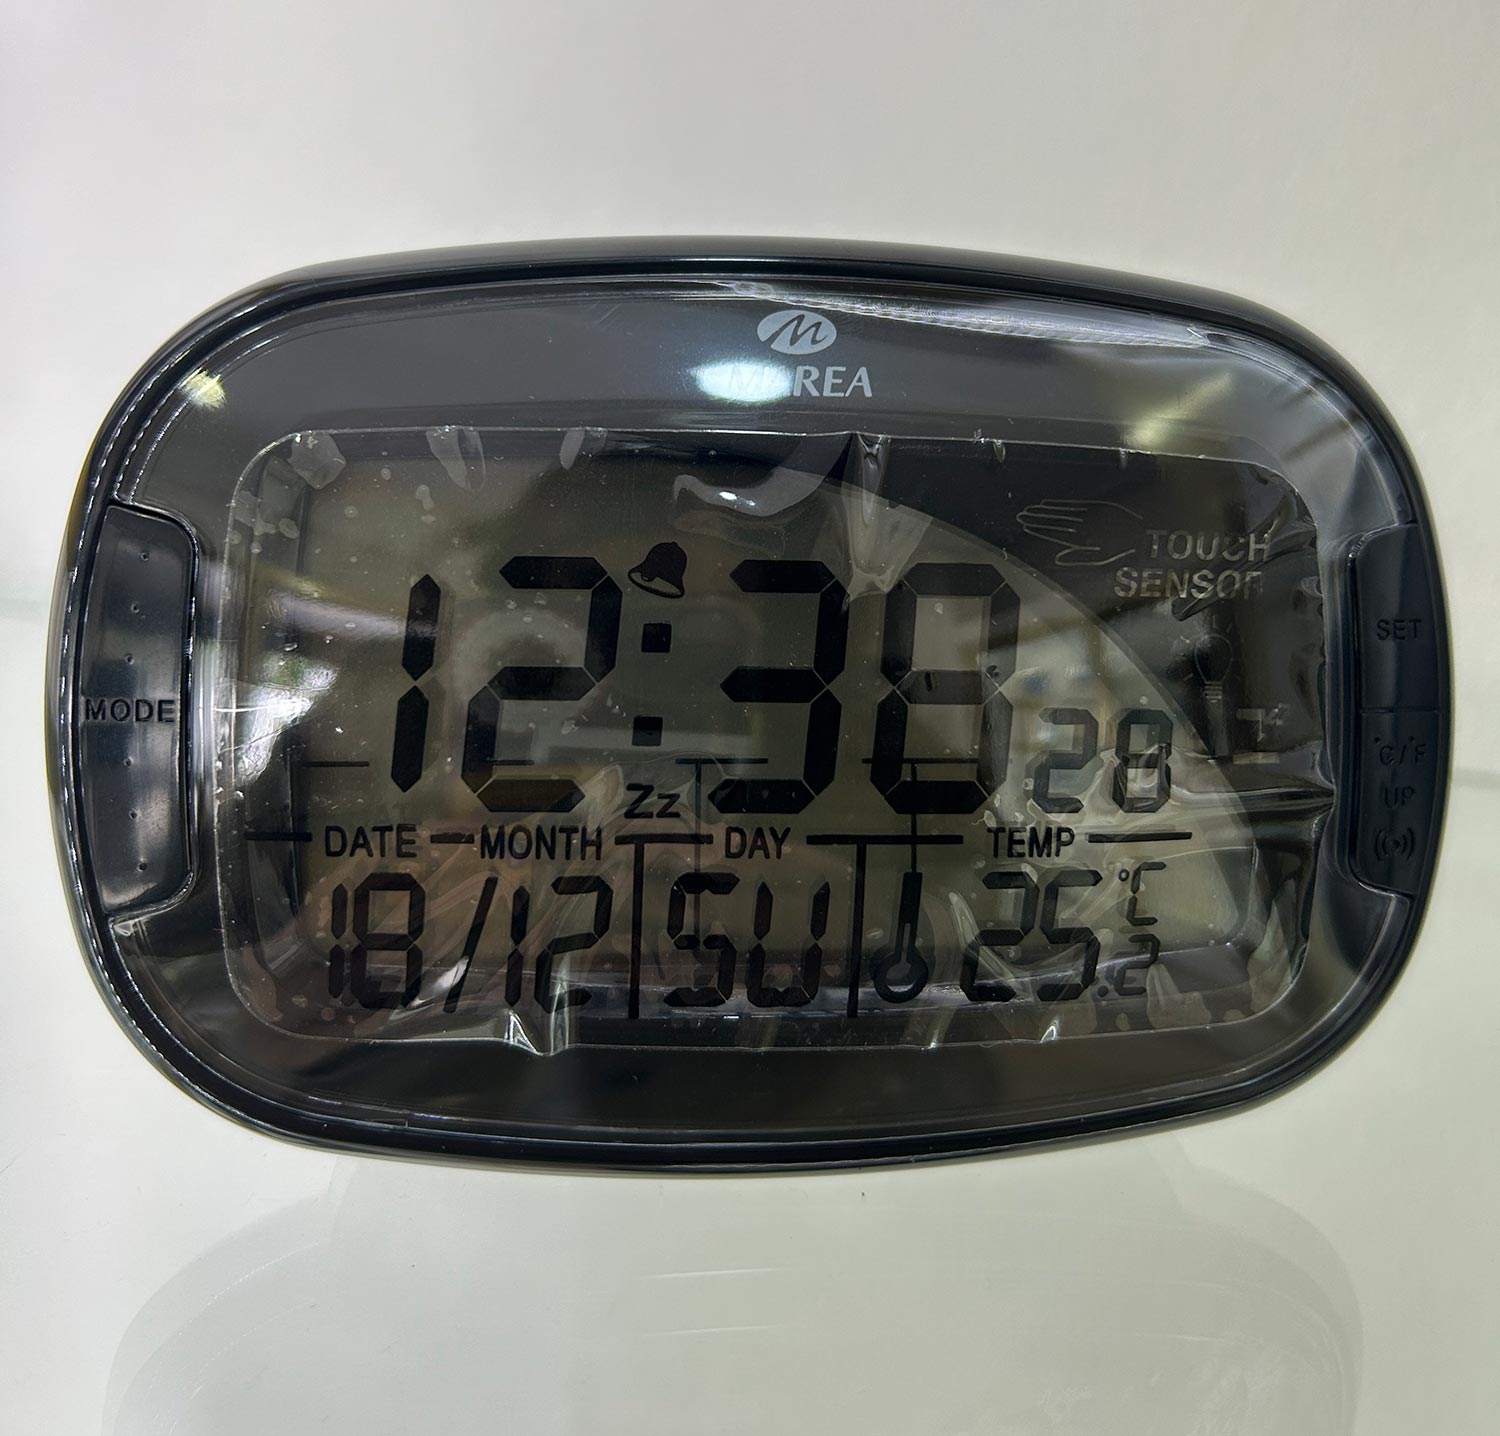 MAREA
TOUCH
SENSOR
12:38 28
Zz
MODE
SET
°C/°F
UP
DATE MONTH DAY TEMP
18/12 SU 25.2 °C